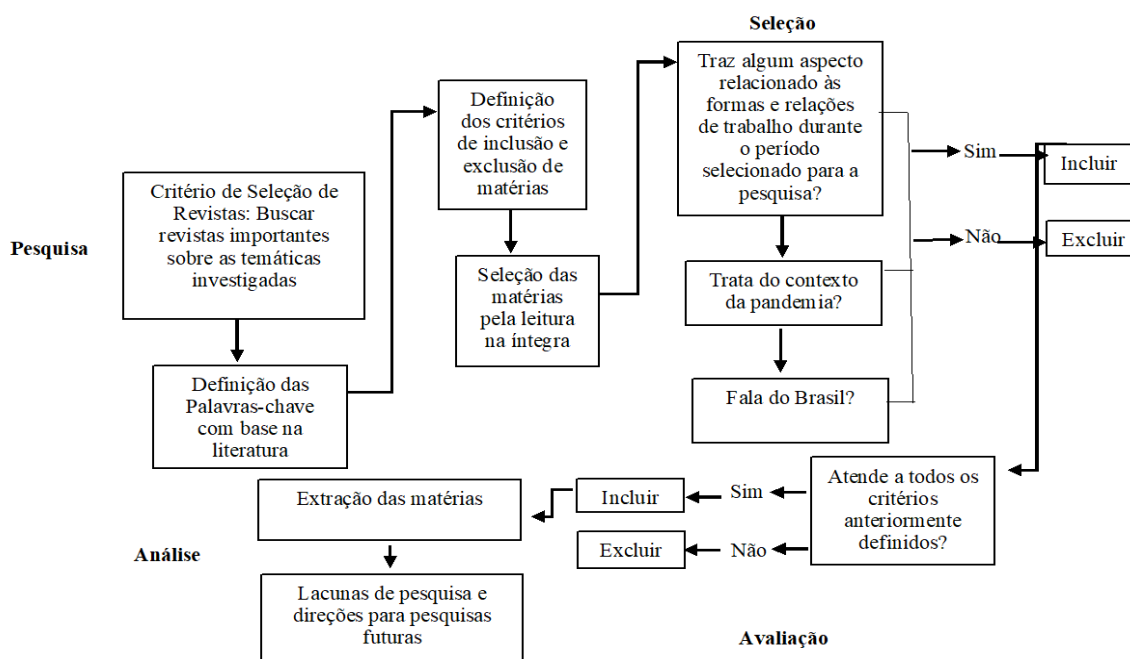 Pesquisa
Critério de Seleção de
Revistas: Buscar
revistas importantes
sobre as temáticas
investigadas
Definição das
Palavras-chave
com base na
literatura
Definição
dos critérios
de inclusão e
exclusão de
matérias
Seleção das
matérias
pela leitura
na íntegra
Seleção
Traz algum aspecto
relacionado às
formas e relações
de trabalho durante
o período
selecionado para a
pesquisa?
Trata do contexto
da pandemia?
Fala do Brasil?
Sim
Incluir
Não
Excluir
Atende a todos os
critérios
anteriormente
definidos?
Sim
Incluir
Não
Excluir
Avaliação
Análise
Extração das matérias
Lacunas de pesquisa e
direções para pesquisas
futuras